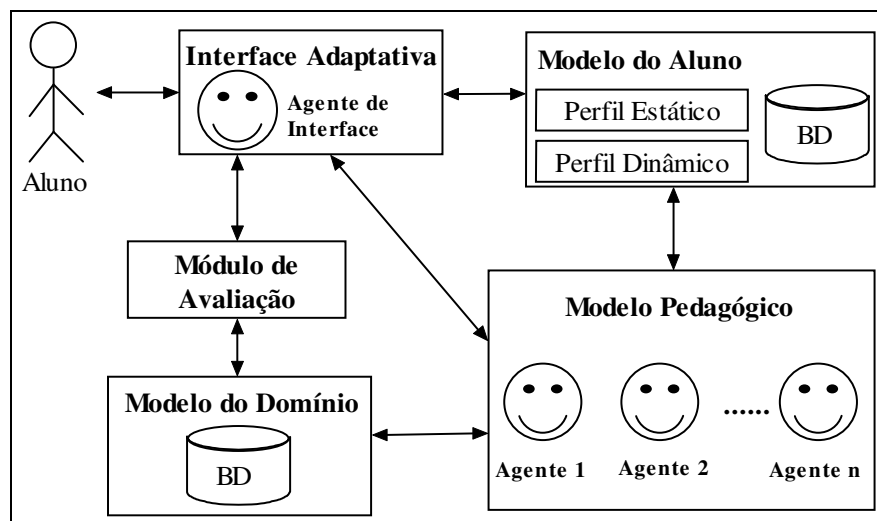 Aluno
Interface Adaptativa
Agente de
Interface
Modelo do Aluno
Perfil Estático
Perfil Dinâmico
BD
Módulo de
Avaliação
Modelo do Domínio
BD
Modelo Pedagógico
......
Agente 1
Agente 2
Agente n